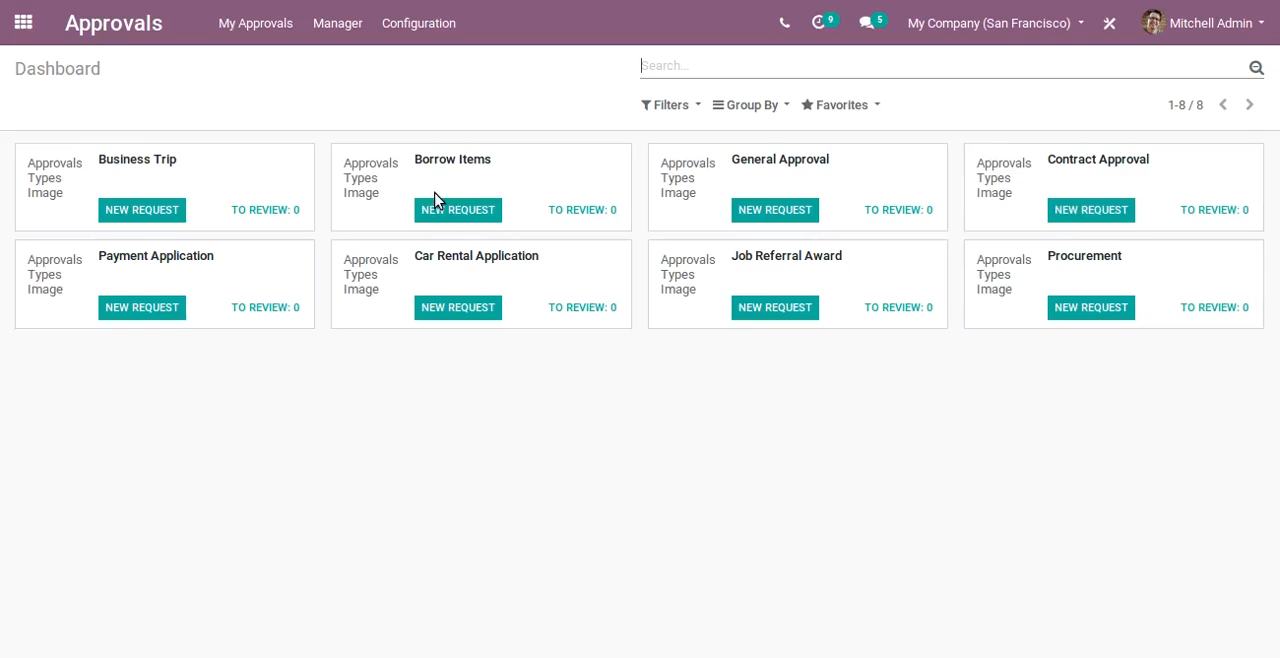 Approvals My Approvals Manager Configuration 9 5 My Company (San Francisco) Mitchell Admin
Dashboard Search...
Filters Group By Favorites 1-8 / 8
Approvals Types Image
Business Trip
NEW REQUEST TO REVIEW: 0
Approvals Types Image
Borrow Items
NEW REQUEST TO REVIEW: 0
Approvals Types Image
General Approval
NEW REQUEST TO REVIEW: 0
Approvals Types Image
Contract Approval
NEW REQUEST TO REVIEW: 0
Approvals Types Image
Payment Application
NEW REQUEST TO REVIEW: 0
Approvals Types Image
Car Rental Application
NEW REQUEST TO REVIEW: 0
Approvals Types Image
Job Referral Award
NEW REQUEST TO REVIEW: 0
Approvals Types Image
Procurement
NEW REQUEST TO REVIEW: 0